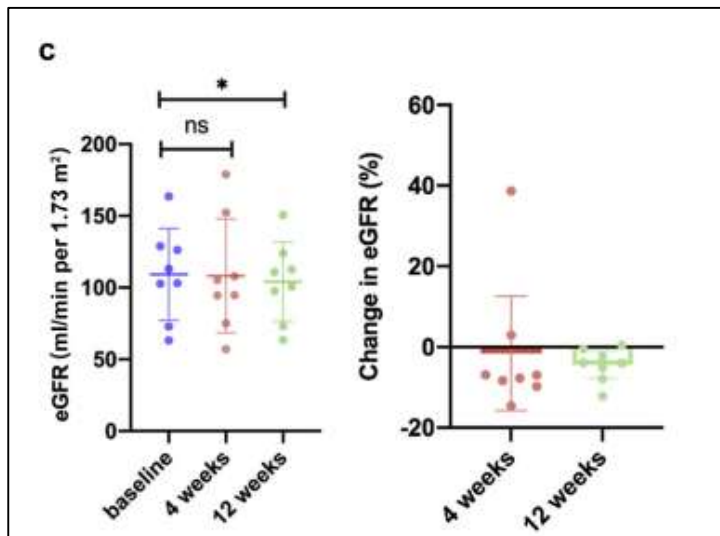 C
*
ns
eGFR (ml/min per 1.73 m²)
200
150
100
50
0
baseline
4 weeks
12 weeks
Change in eGFR (%)
60
40
20
0
-20
4 weeks
12 weeks